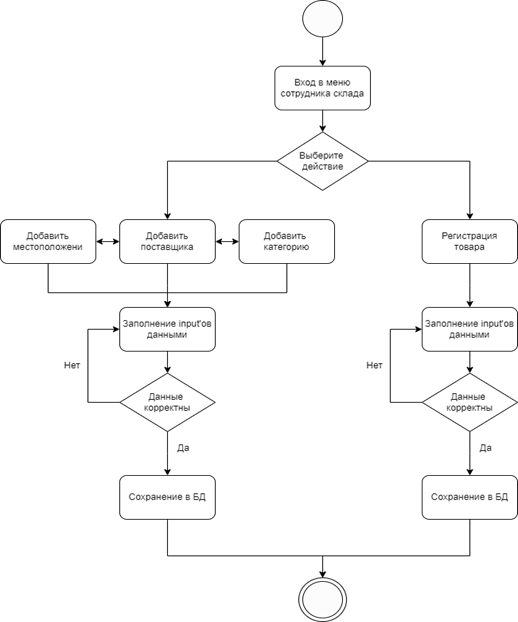 Вход в меню
сотрудника склада
Выберите
действие
Добавить
местоположени
Добавить
поставщика
Добавить
категорию
Регистрация
товара
Заполнение input'ов
данными
Заполнение input'ов
данными
Нет
Нет
Данные
корректны
Данные
корректны
Да
Да
Сохранение в БД
Сохранение в БД